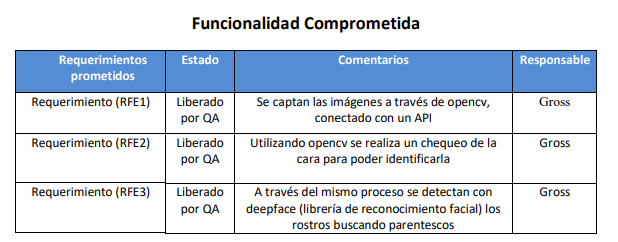 Funcionalidad Comprometida
Requerimientos prometidos Estado Comentarios Responsable
Requerimiento (RFE1) Liberado por QA Se captan las imágenes a través de opencv, conectado con un API Gross
Requerimiento (RFE2) Liberado por QA Utilizando opencv se realiza un chequeo de la cara para poder identificarla Gross
Requerimiento (RFE3) Liberado por QA A través del mismo proceso se detectan con deepface (librería de reconocimiento facial) los rostros buscando parentescos Gross